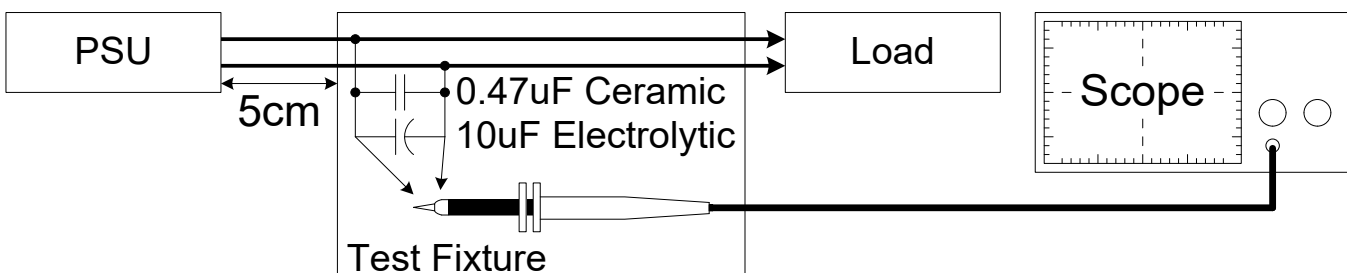 PSU
Load
Scope
5cm
0.47uF Ceramic
10uF Electrolytic
Test Fixture